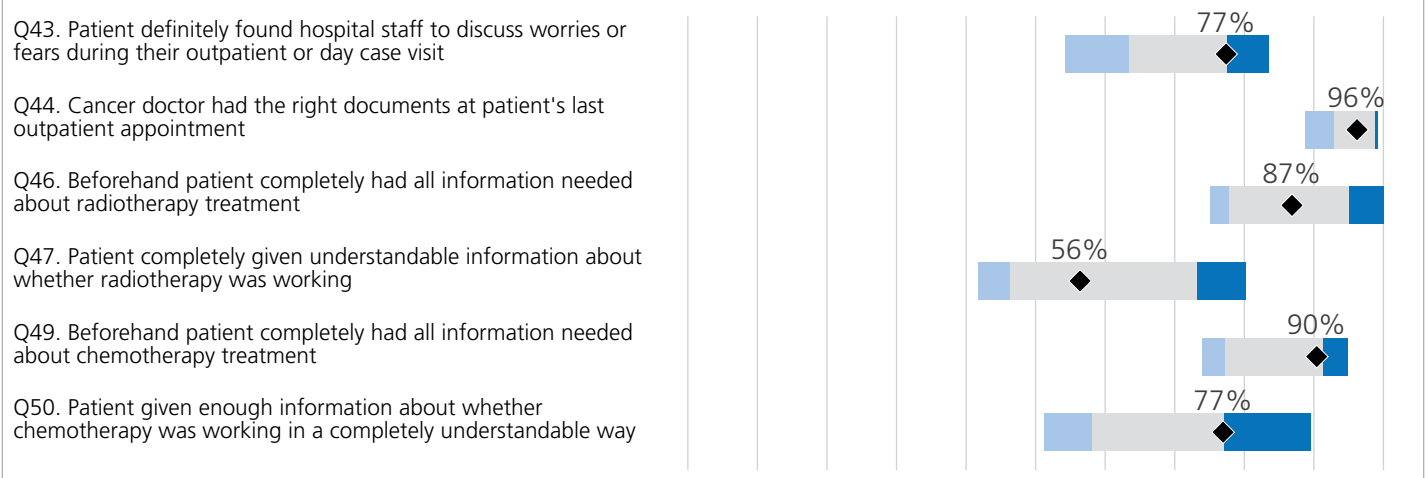 Q43. Patient definitely found hospital staff to discuss worries or
fears during their outpatient or day case visit
77%
Q44. Cancer doctor had the right documents at patient's last
outpatient appointment
96%
Q46. Beforehand patient completely had all information needed
about radiotherapy treatment
87%
Q47. Patient completely given understandable information about
whether radiotherapy was working
56%
Q49. Beforehand patient completely had all information needed
about chemotherapy treatment
90%
Q50. Patient given enough information about whether
chemotherapy was working in a completely understandable way
77%